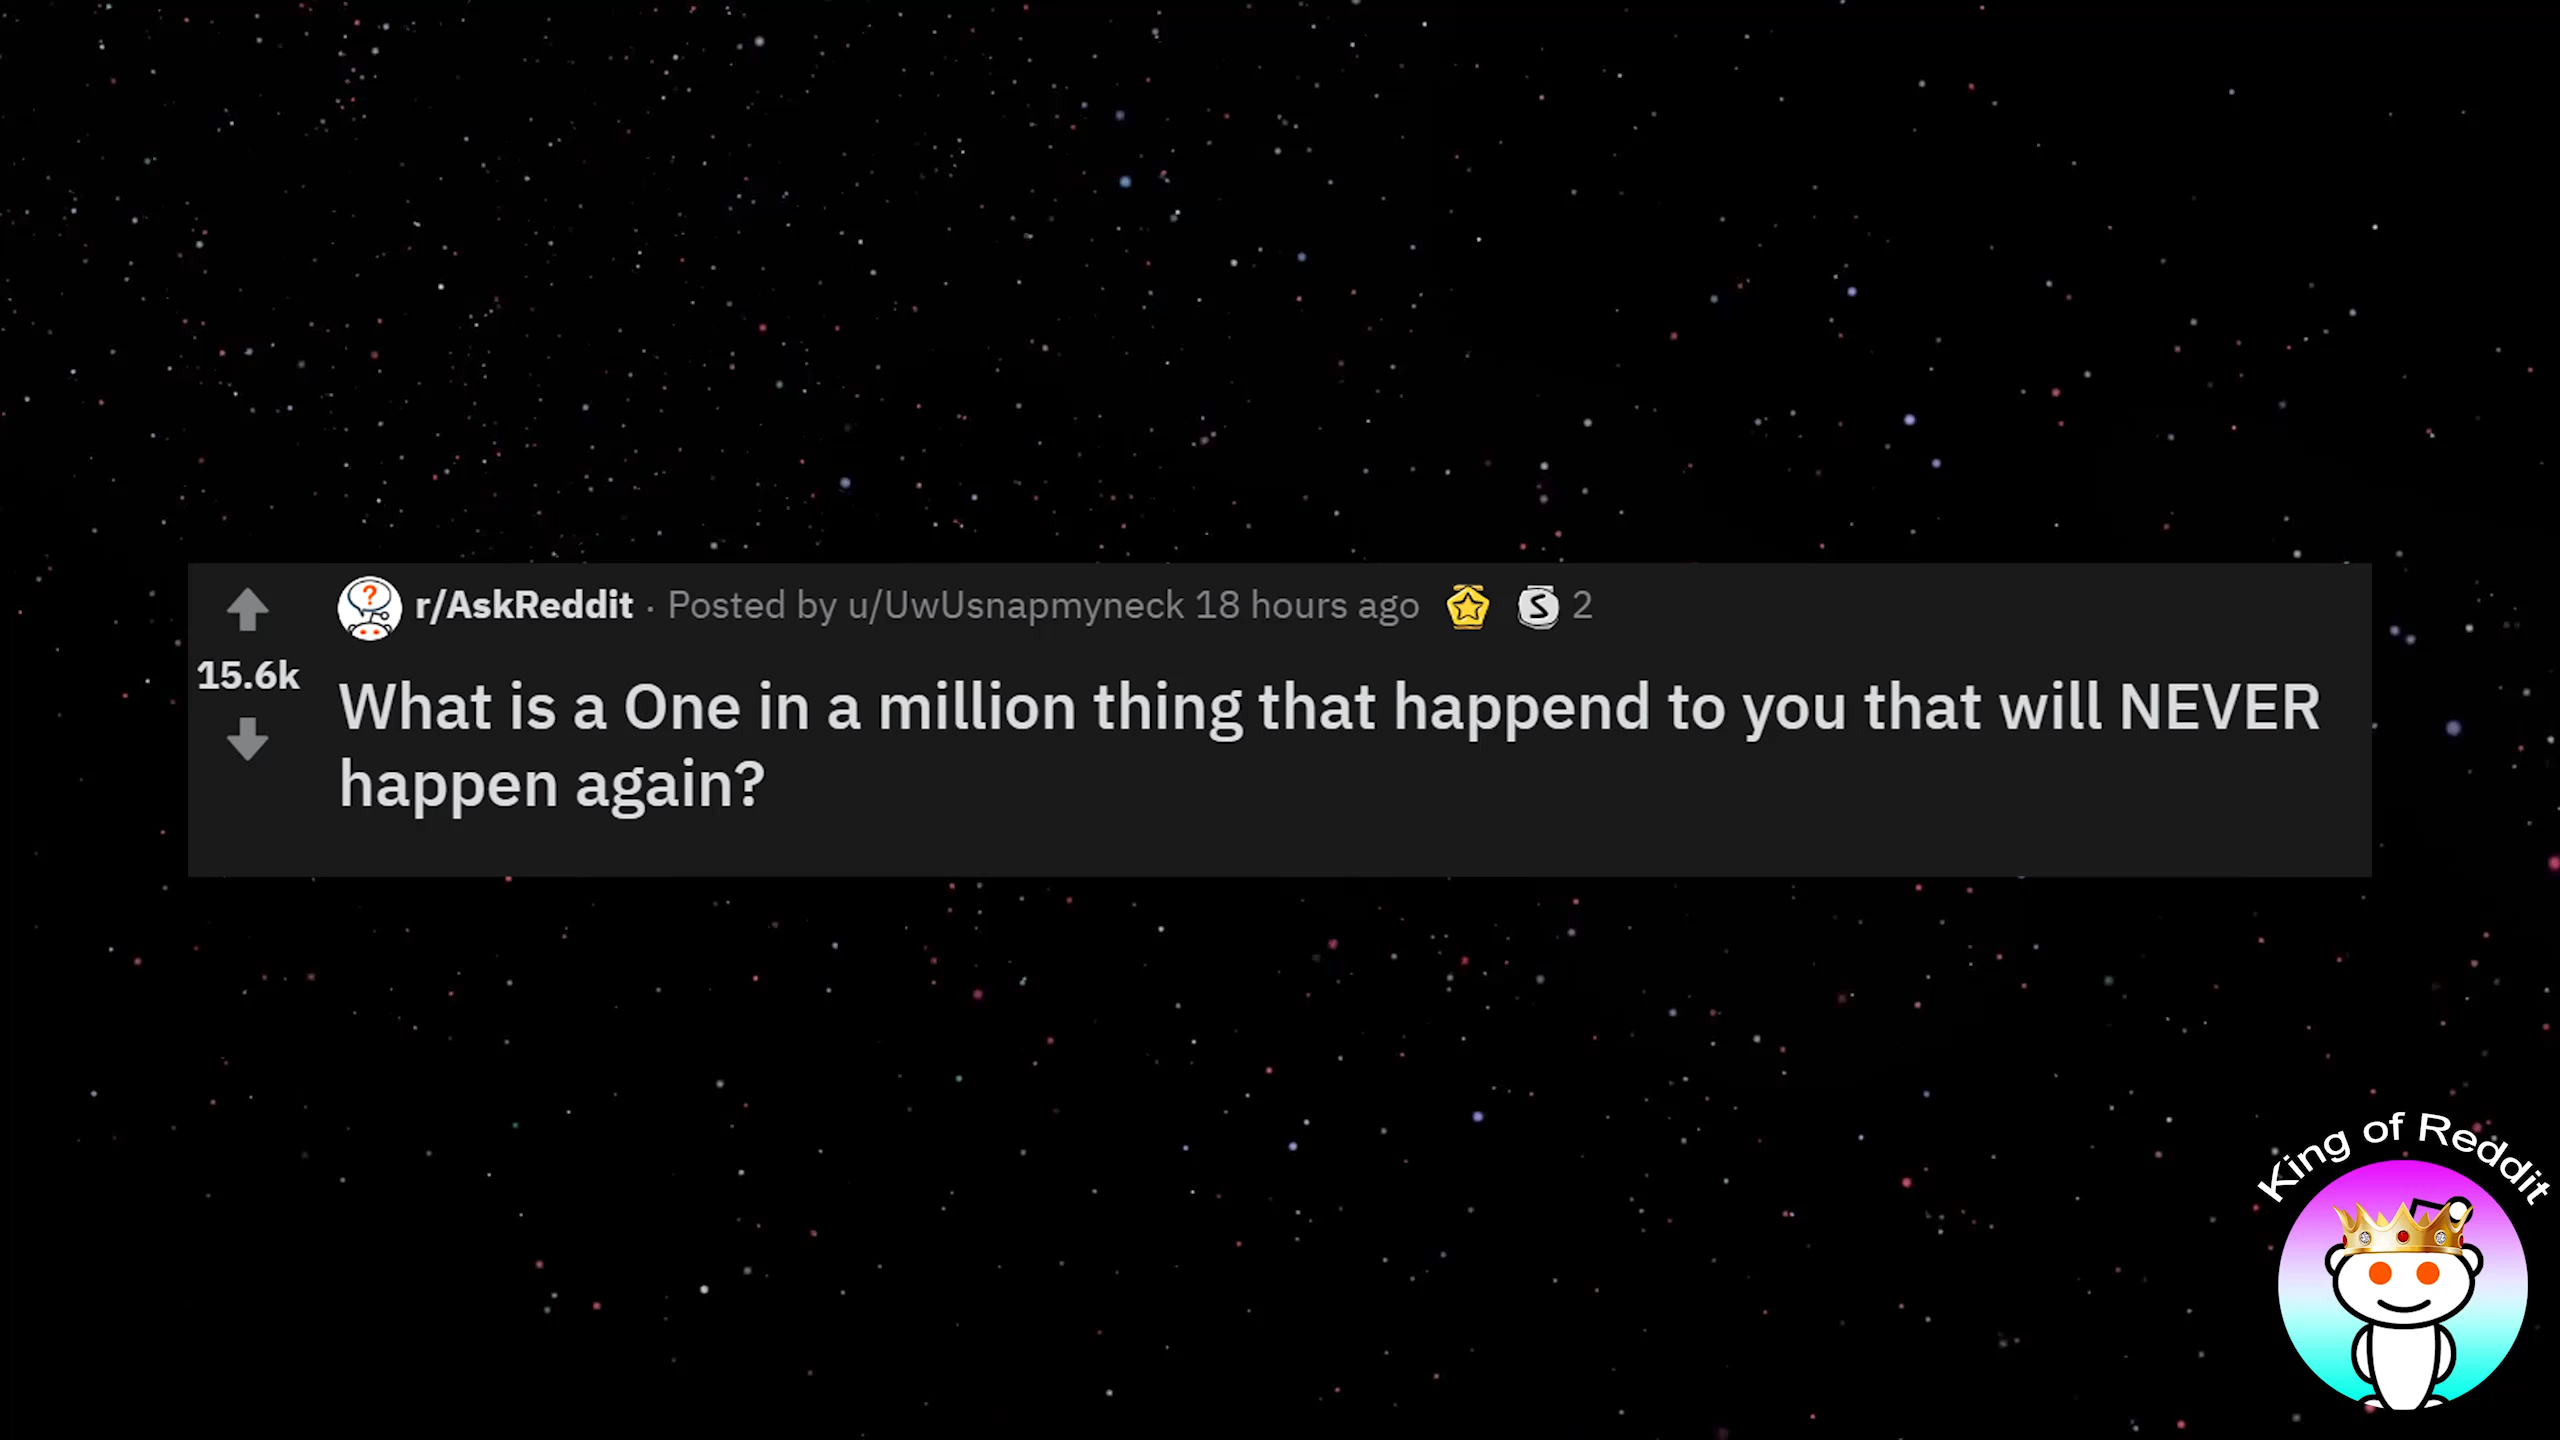 r/AskReddit · Posted by u/UwUsnapmyneck 18 hours ago 2
15.6k
What is a One in a million thing that happend to you that will NEVER
happen again?
King of Reddit